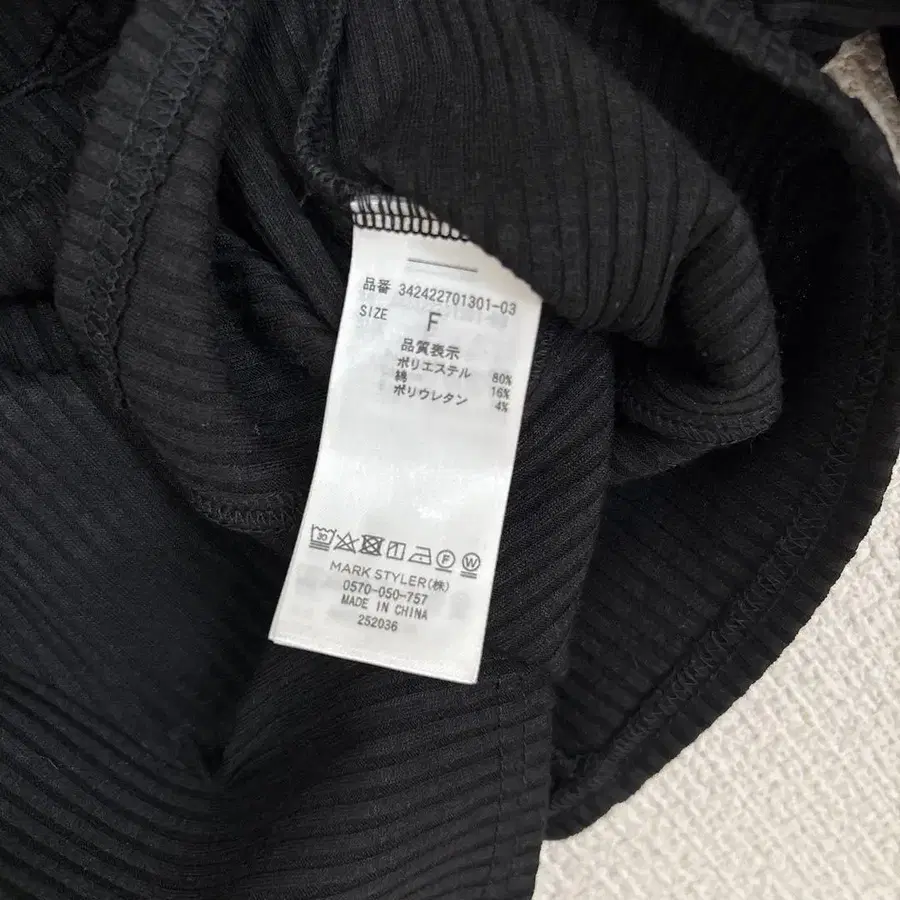 品番 342422701301-03
SIZE F
品質表示
ポリエステル 80%
綿 16%
ポリウレタン 4%
30 F W
MARK STYLER(株)
0570-050-757
MADE IN CHINA
252036